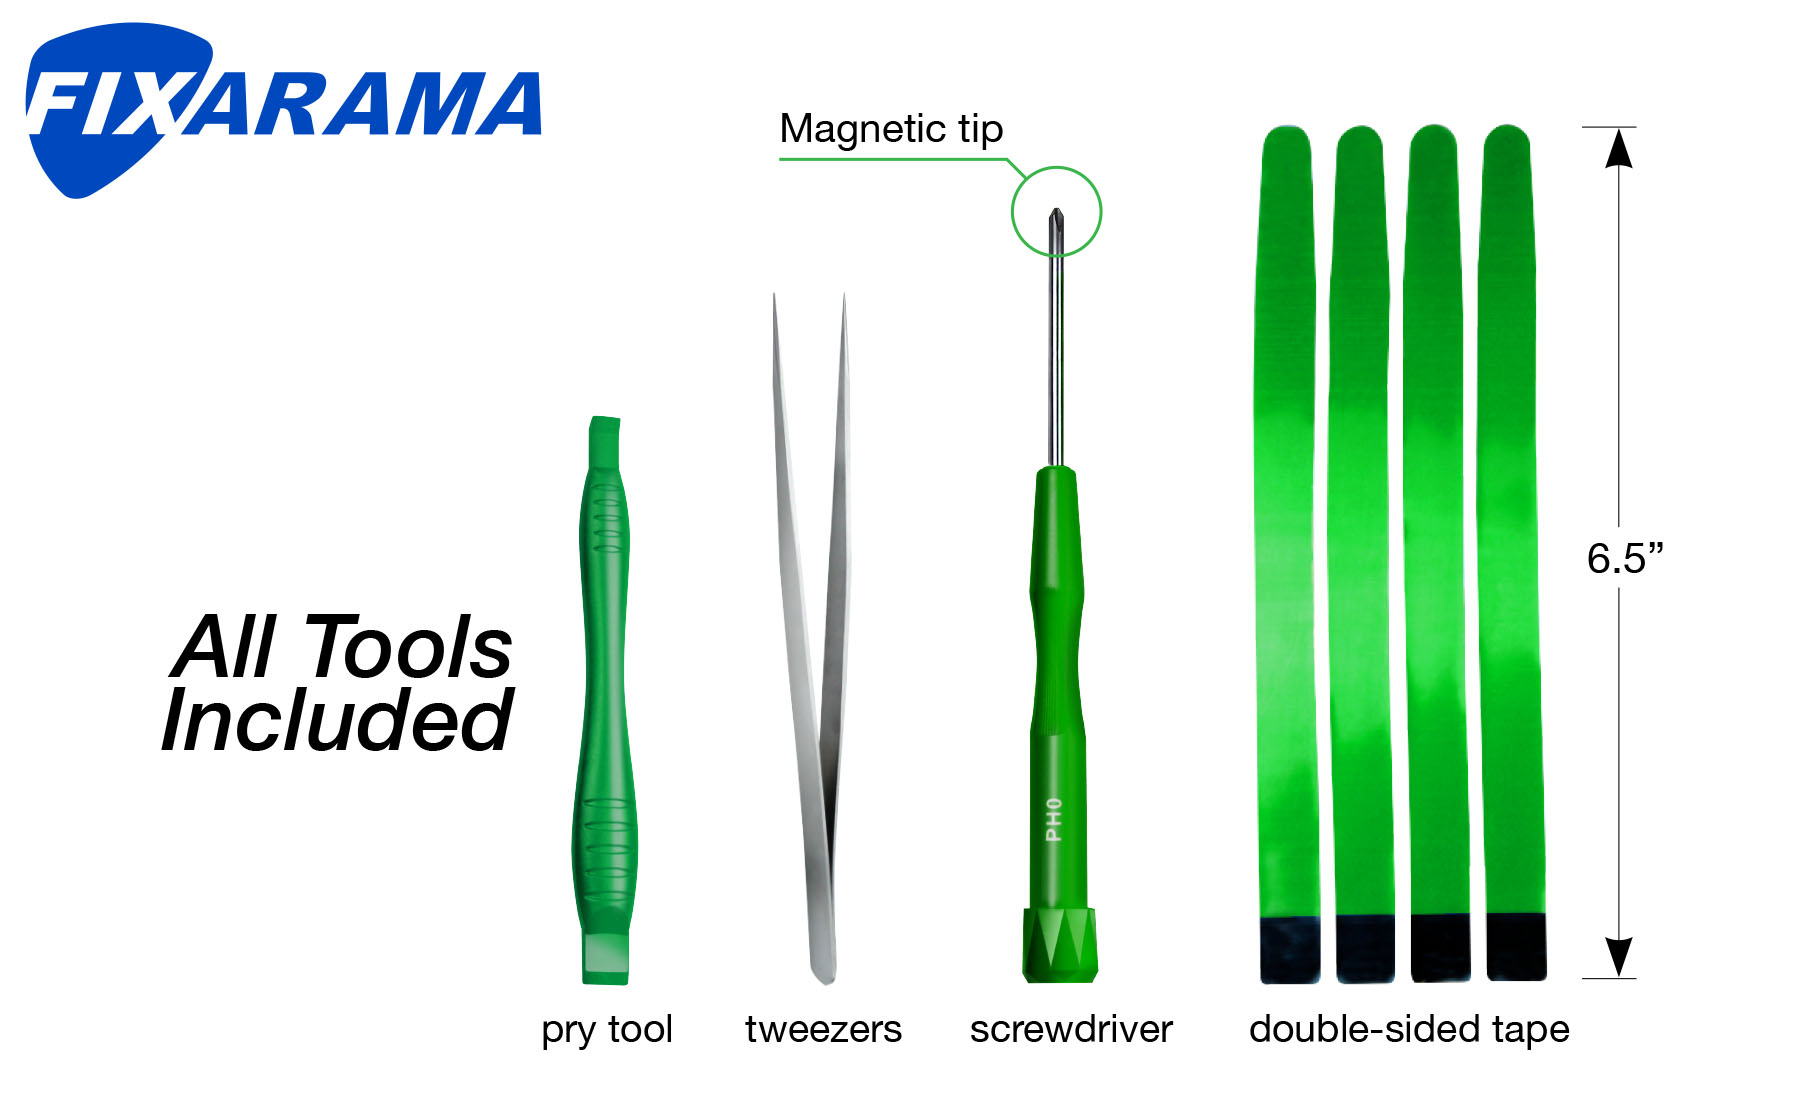 FIXARAMA
Magnetic tip
6.5”
All Tools
Included
PH0
pry tool
tweezers
screwdriver
double-sided tape